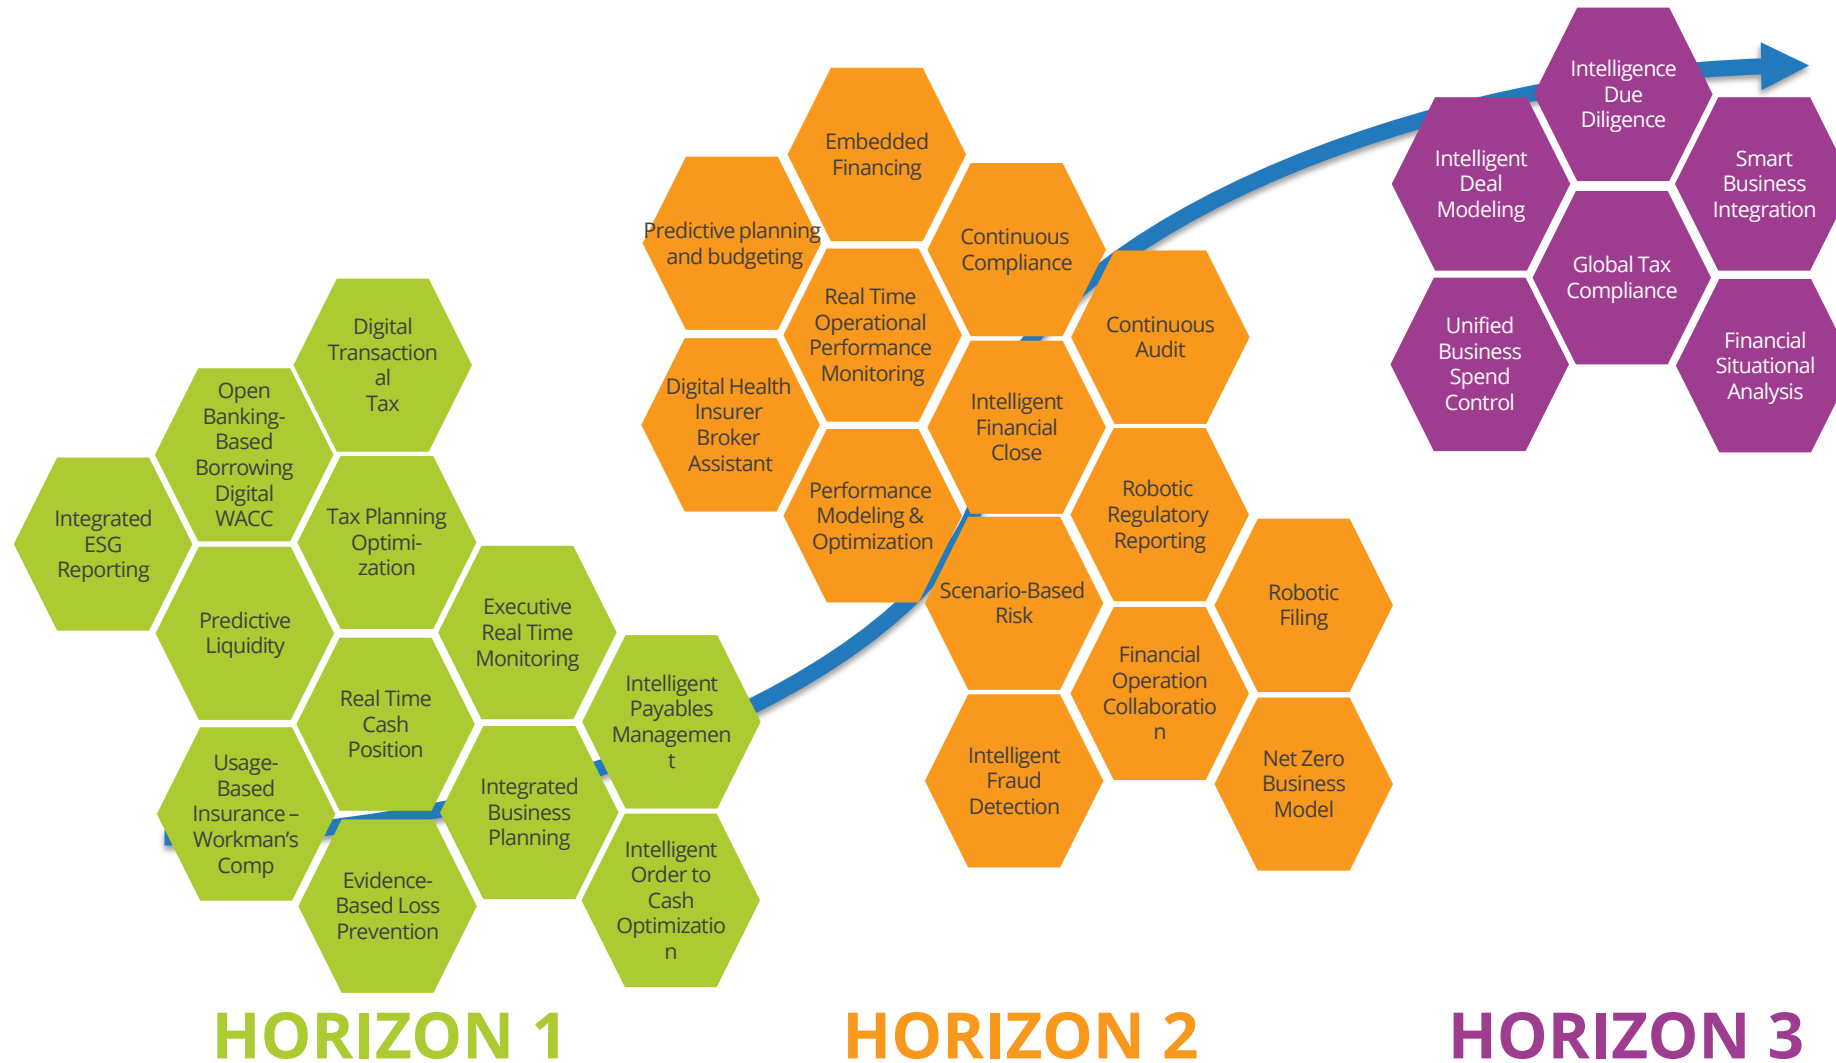 Digital
Transaction
al
Tax
Open
Banking-
Based
Borrowing
Digital
WACC
Integrated
ESG
Reporting
Tax Planning
Optimi-
zation
Predictive
Liquidity
Executive
Real Time
Monitoring
Real Time
Cash
Position
Intelligent
Payables
Managemen
t
Usage-
Based
Insurance –
Workman’s
Comp
Integrated
Business
Planning
Evidence-
Based Loss
Prevention
Intelligent
Order to
Cash
Optimizatio
n
HORIZON 1
Embedded
Financing
Predictive planning
and budgeting
Continuous
Compliance
Real Time
Operational
Performance
Monitoring
Continuous
Audit
Digital Health
Insurer
Broker
Assistant
Intelligent
Financial
Close
Performance
Modeling &
Optimization
Robotic
Regulatory
Reporting
Scenario-Based
Risk
Robotic
Filing
Financial
Operation
Collaboratio
n
Intelligent
Fraud
Detection
Net Zero
Business
Model
HORIZON 2
Intelligence
Due
Diligence
Intelligent
Deal
Modeling
Smart
Business
Integration
Global Tax
Compliance
Unified
Business
Spend
Control
Financial
Situational
Analysis
HORIZON 3